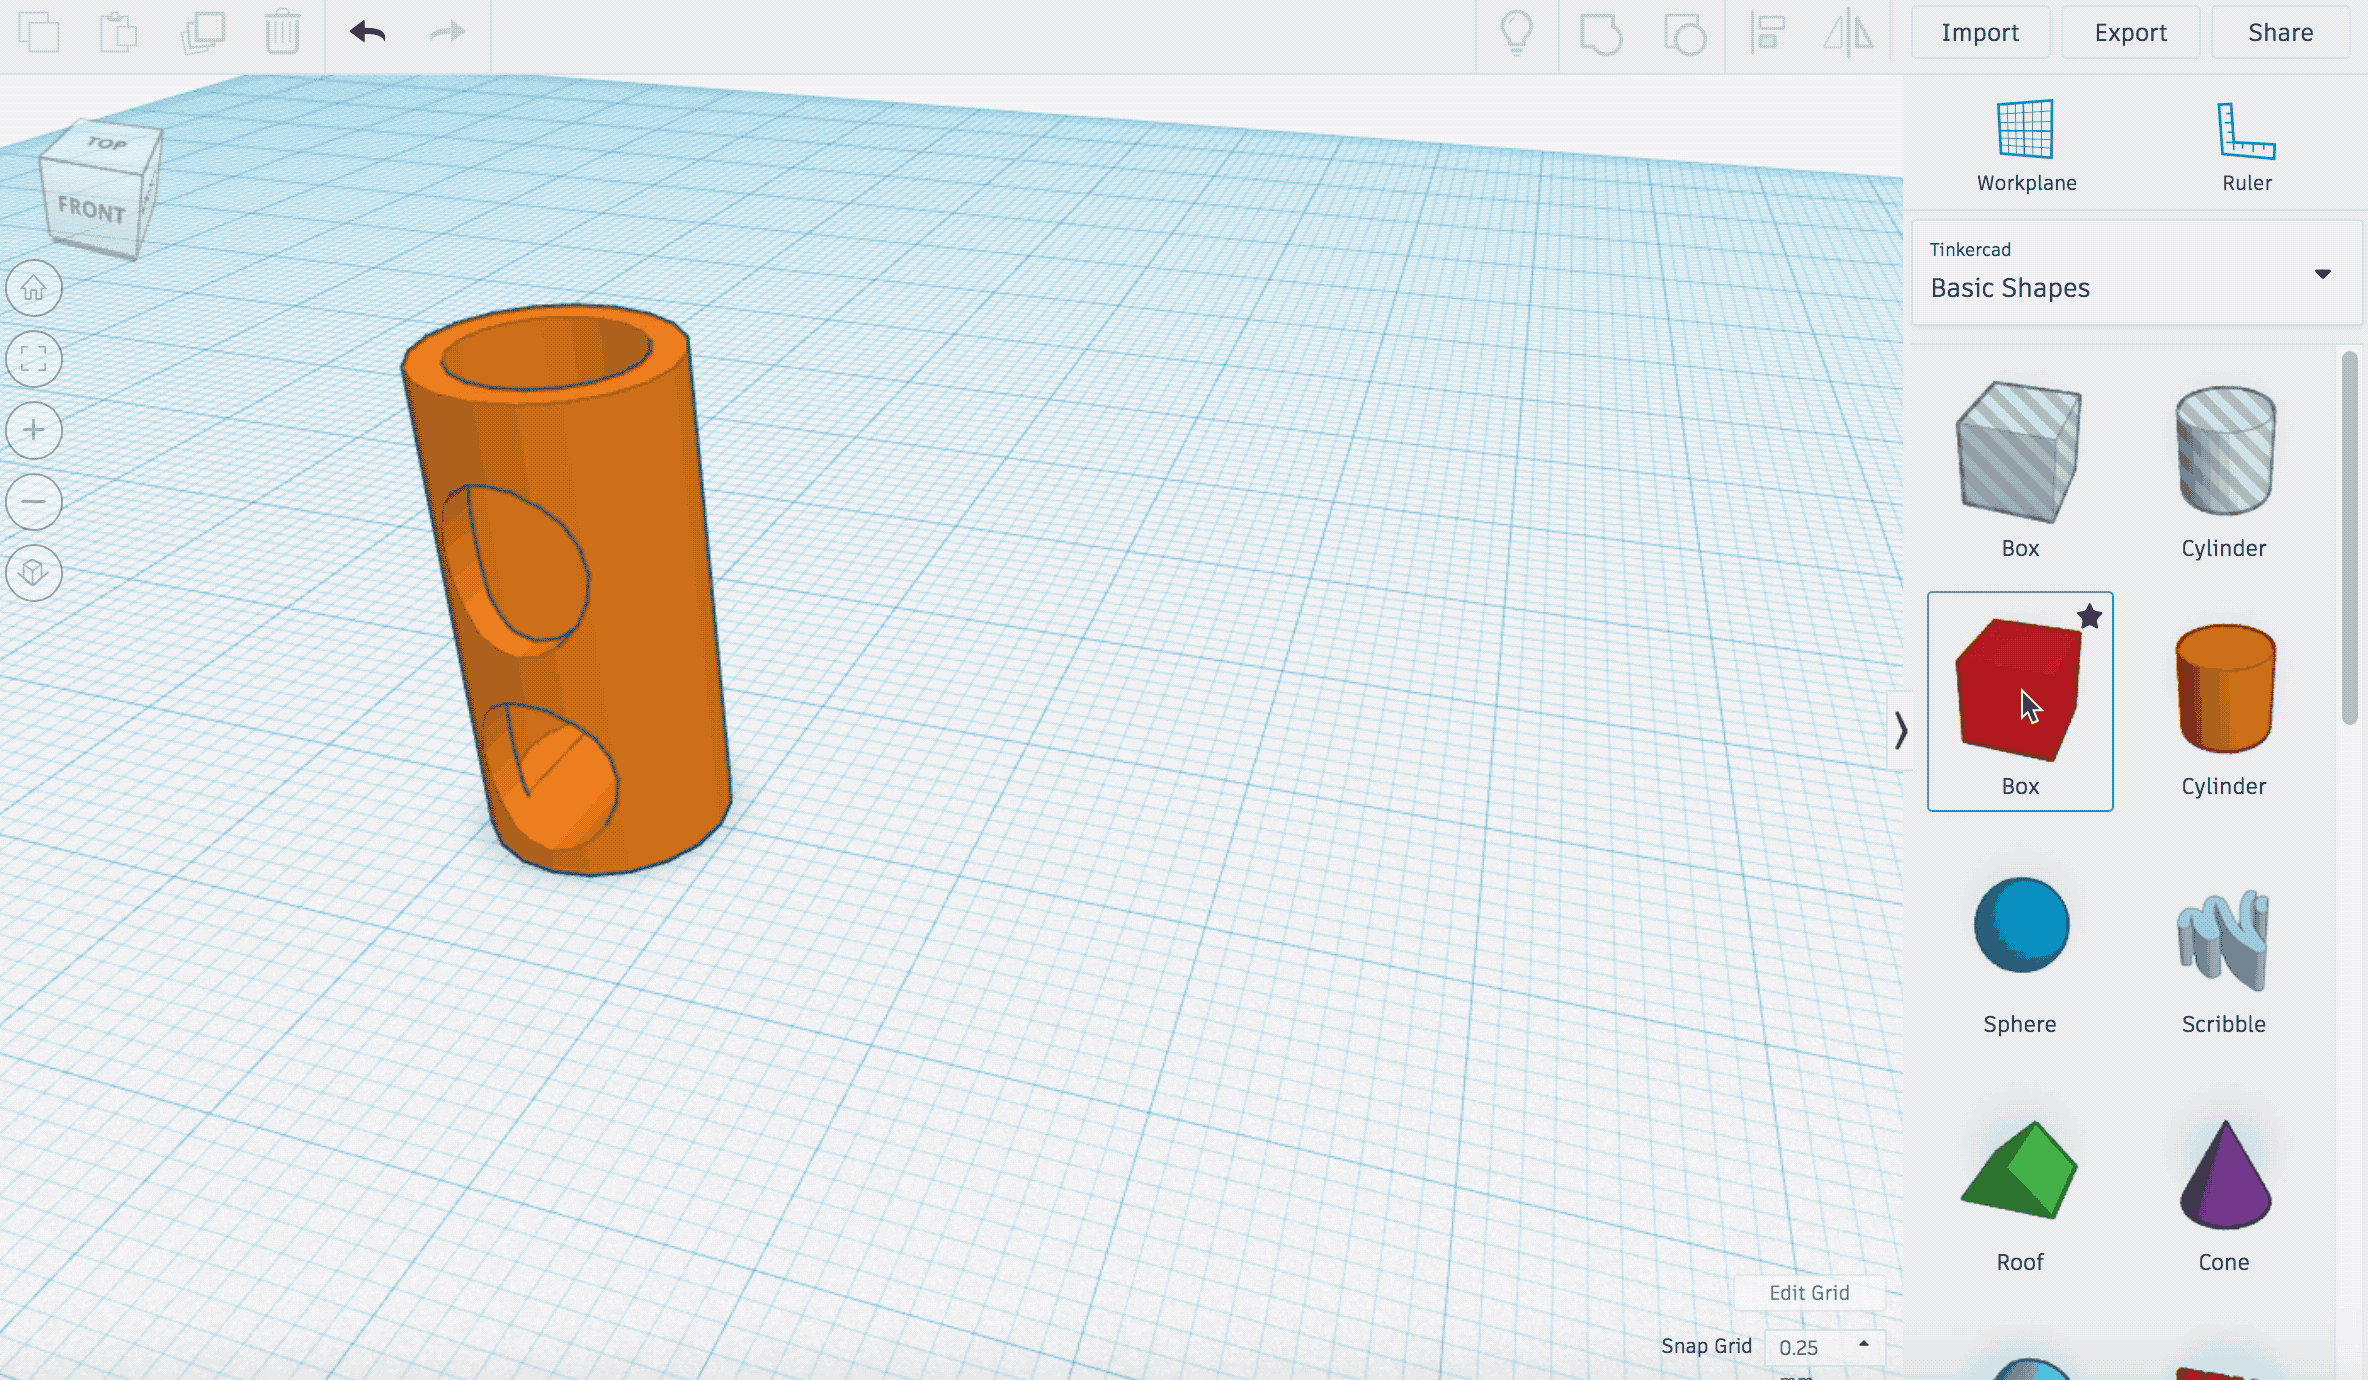 Import
Export
Share
TOP
FRONT
Workplane
Ruler
Tinkercad
Basic Shapes
Box
Cylinder
Box
Cylinder
Sphere
Scribble
Roof
Cone
Edit Grid
Snap Grid
0.25